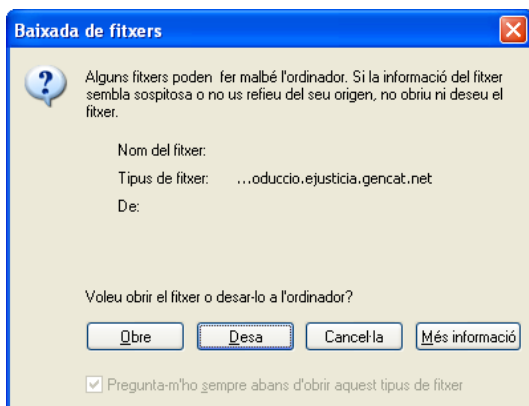 Baixada de fitxers
Alguns fitxers poden fer malbé l'ordinador. Si la informació del fitxer
sembla sospitosa o no us refieu del seu origen, no obriu ni deseu el
fitxer.
Nom del fitxer:
Tipus de fitxer: ...oduccio.ejusticia.gencat.net
De:
Voleu obrir el fitxer o desar-lo a l'ordinador?
Obre Desa Cancel·la Més informació
Pregunta-m'ho sempre abans d'obrir aquest tipus de fitxer